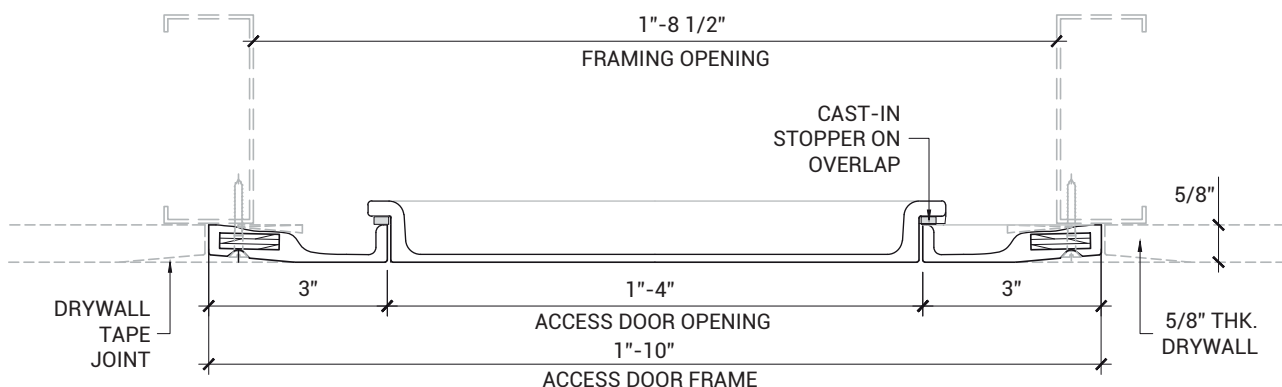 1"-8 1/2"
FRAMING OPENING
CAST-IN
STOPPER ON
OVERLAP
5/8"
3"
1"-4"
3"
ACCESS DOOR OPENING
DRYWALL
TAPE
JOINT
5/8" THK.
DRYWALL
1"-10"
ACCESS DOOR FRAME